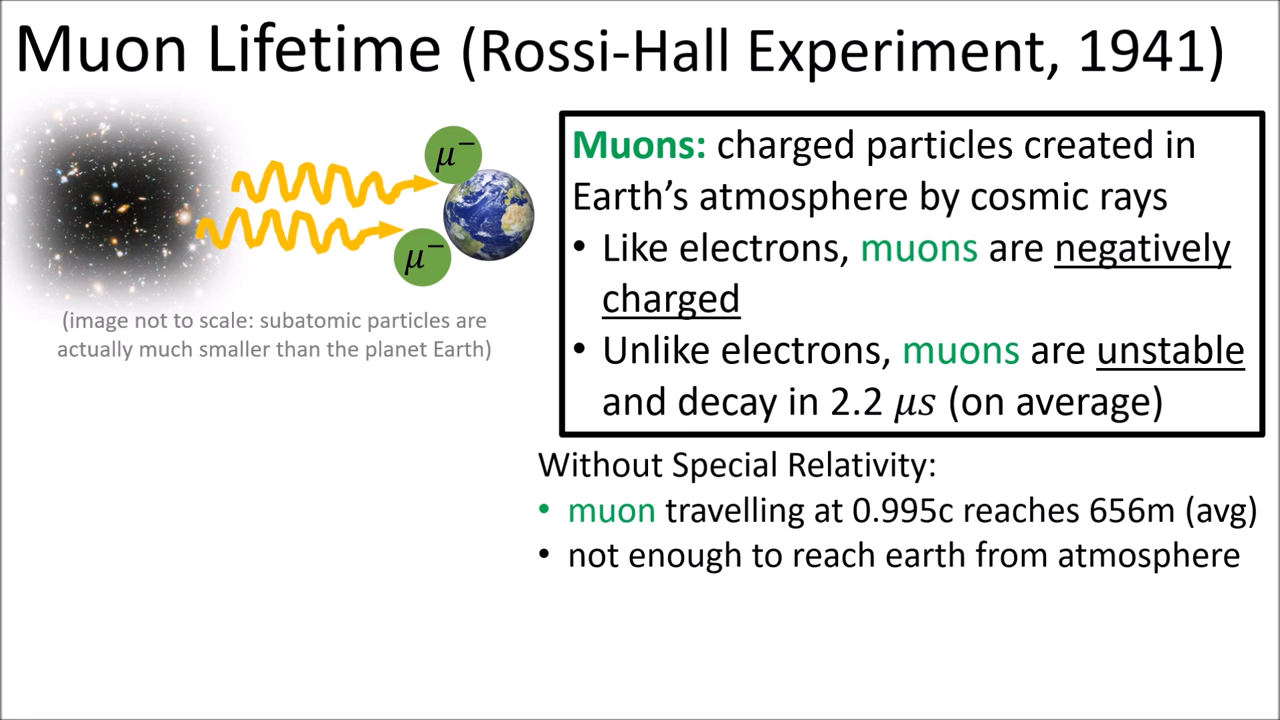 Muon Lifetime (Rossi-Hall Experiment, 1941)
μ⁻
μ⁻
(image not to scale: subatomic particles are
actually much smaller than the planet Earth)
Muons: charged particles created in
Earth’s atmosphere by cosmic rays
• Like electrons, muons are negatively
charged
• Unlike electrons, muons are unstable
and decay in 2.2 μs (on average)
Without Special Relativity:
• muon travelling at 0.995c reaches 656m (avg)
• not enough to reach earth from atmosphere